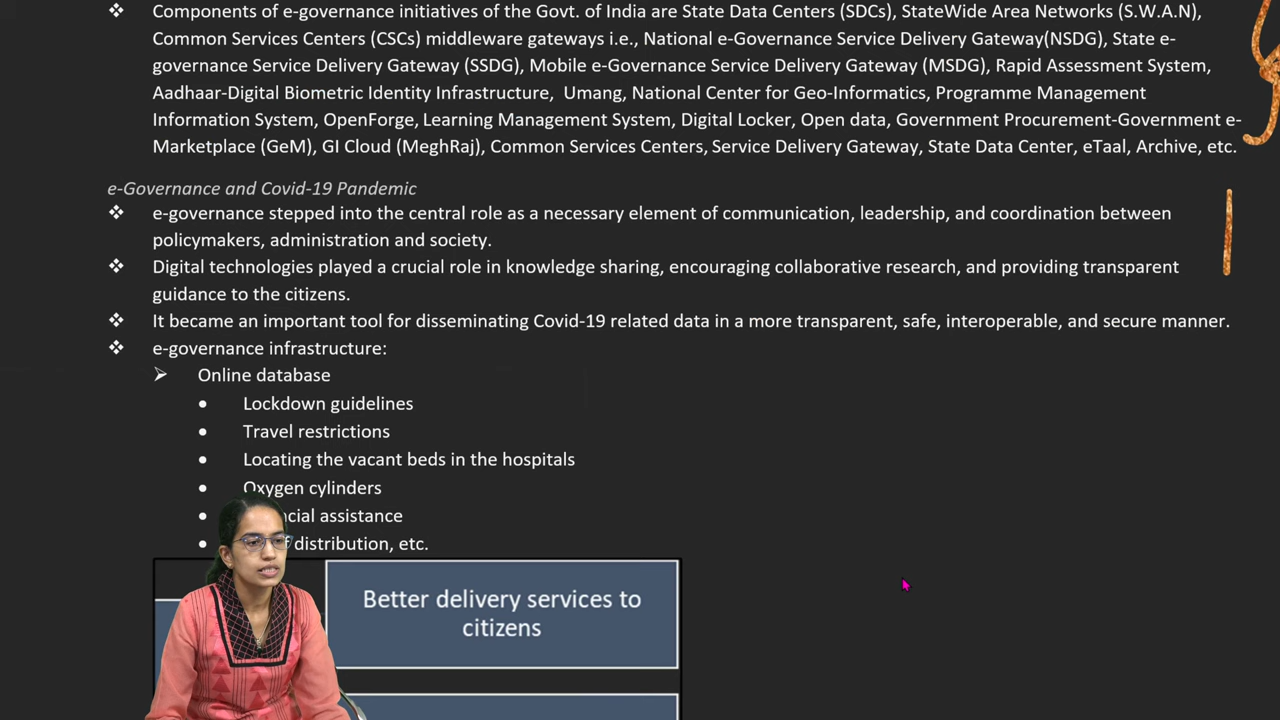 ❖ Components of e-governance initiatives of the Govt. of India are State Data Centers (SDCs), StateWide Area Networks (S.W.A.N),
Common Services Centers (CSCs) middleware gateways i.e., National e-Governance Service Delivery Gateway(NSDG), State e-
governance Service Delivery Gateway (SSDG), Mobile e-Governance Service Delivery Gateway (MSDG), Rapid Assessment System,
Aadhaar-Digital Biometric Identity Infrastructure,  Umang, National Center for Geo-Informatics, Programme Management
Information System, OpenForge, Learning Management System, Digital Locker, Open data, Government Procurement-Government e-
Marketplace (GeM), GI Cloud (MeghRaj), Common Services Centers, Service Delivery Gateway, State Data Center, eTaal, Archive, etc.
e-Governance and Covid-19 Pandemic
❖ e-governance stepped into the central role as a necessary element of communication, leadership, and coordination between
policymakers, administration and society.
❖ Digital technologies played a crucial role in knowledge sharing, encouraging collaborative research, and providing transparent
guidance to the citizens.
❖ It became an important tool for disseminating Covid-19 related data in a more transparent, safe, interoperable, and secure manner.
❖ e-governance infrastructure:
➢ Online database
• Lockdown guidelines
• Travel restrictions
• Locating the vacant beds in the hospitals
• Oxygen cylinders
• assistance
• distribution, etc.
Better delivery services to
citizens